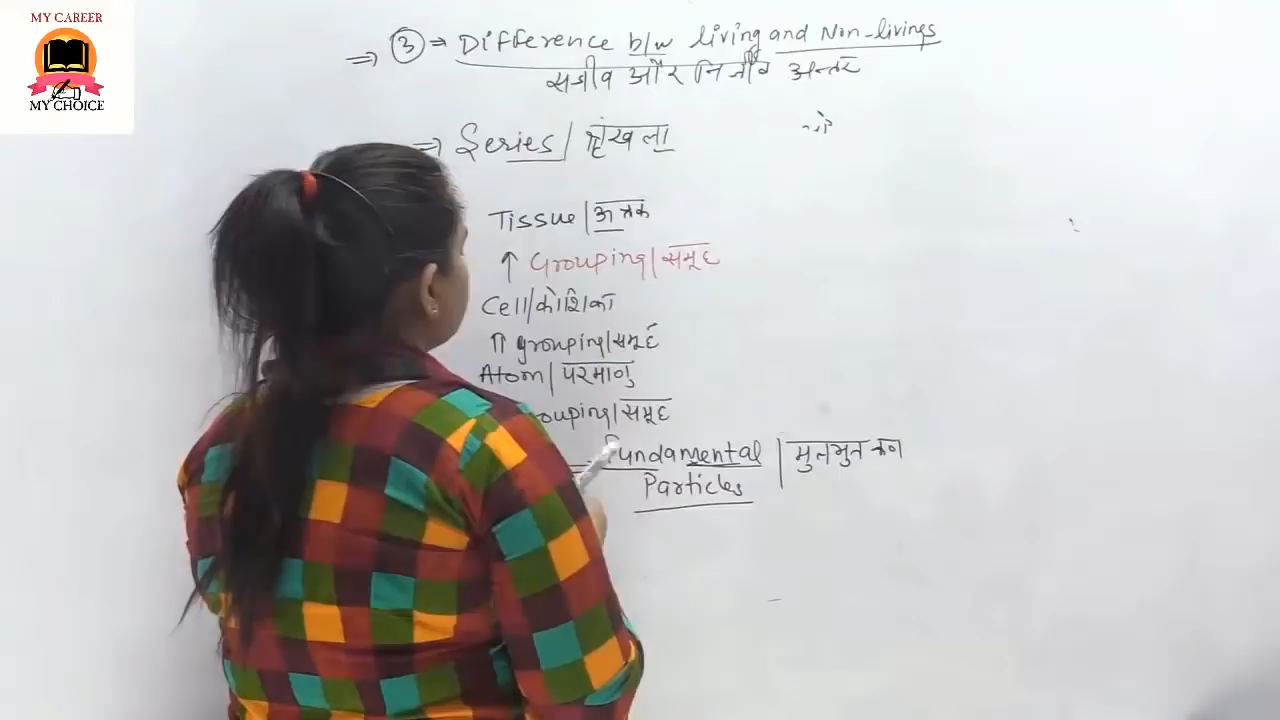 MY CAREER
MY CHOICE
⇒ ③ ⇒ Difference b/w living and Non-livings
सजीव और निर्जीव अन्तर
⇒ Series | श्रृंखला
Tissue | ऊतक
↑ Grouping | समूह
Cell / कोशिका
⇑ grouping | समूह
Atom | परमाणु
ouping | समूह
Fundamental | मुलभुत कण
Particles